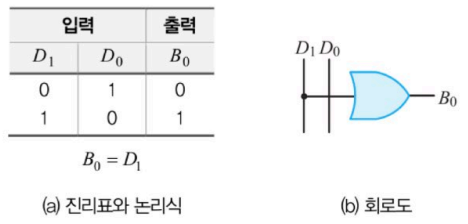 입력 출력
D₁ D₀ B₀
0 1 0
1 0 1
B₀ = D₁
(a) 진리표와 논리식
D₁ D₀
B₀
(b) 회로도